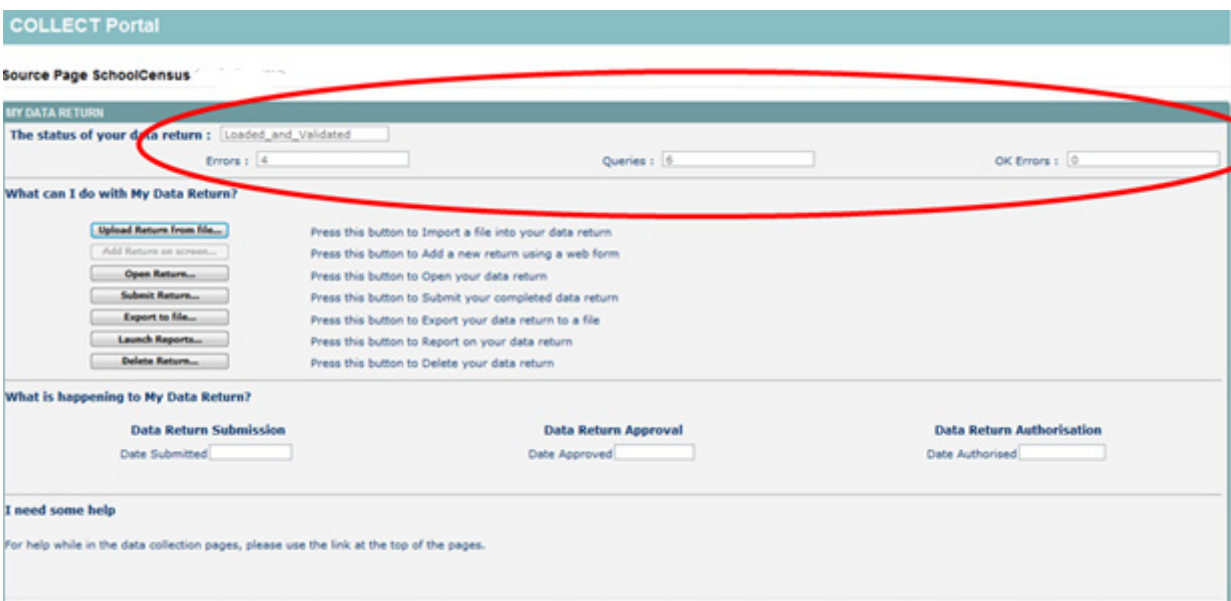 COLLECT Portal
Source Page SchoolCensus
MY DATA RETURN
The status of your data return : Loaded_and_Validated
Errors : 4 Queries : 6 OK Errors : 0
What can I do with My Data Return?
Upload Return from file... Press this button to Import a file into your data return
Add Return on screen... Press this button to Add a new return using a web form
Open Return... Press this button to Open your data return
Submit Return... Press this button to Submit your completed data return
Export to file... Press this button to Export your data return to a file
Launch Reports... Press this button to Report on your data return
Delete Return... Press this button to Delete your data return
What is happening to My Data Return?
Data Return Submission Data Return Approval Data Return Authorisation
Date Submitted Date Approved Date Authorised
I need some help
For help while in the data collection pages, please use the link at the top of the pages.